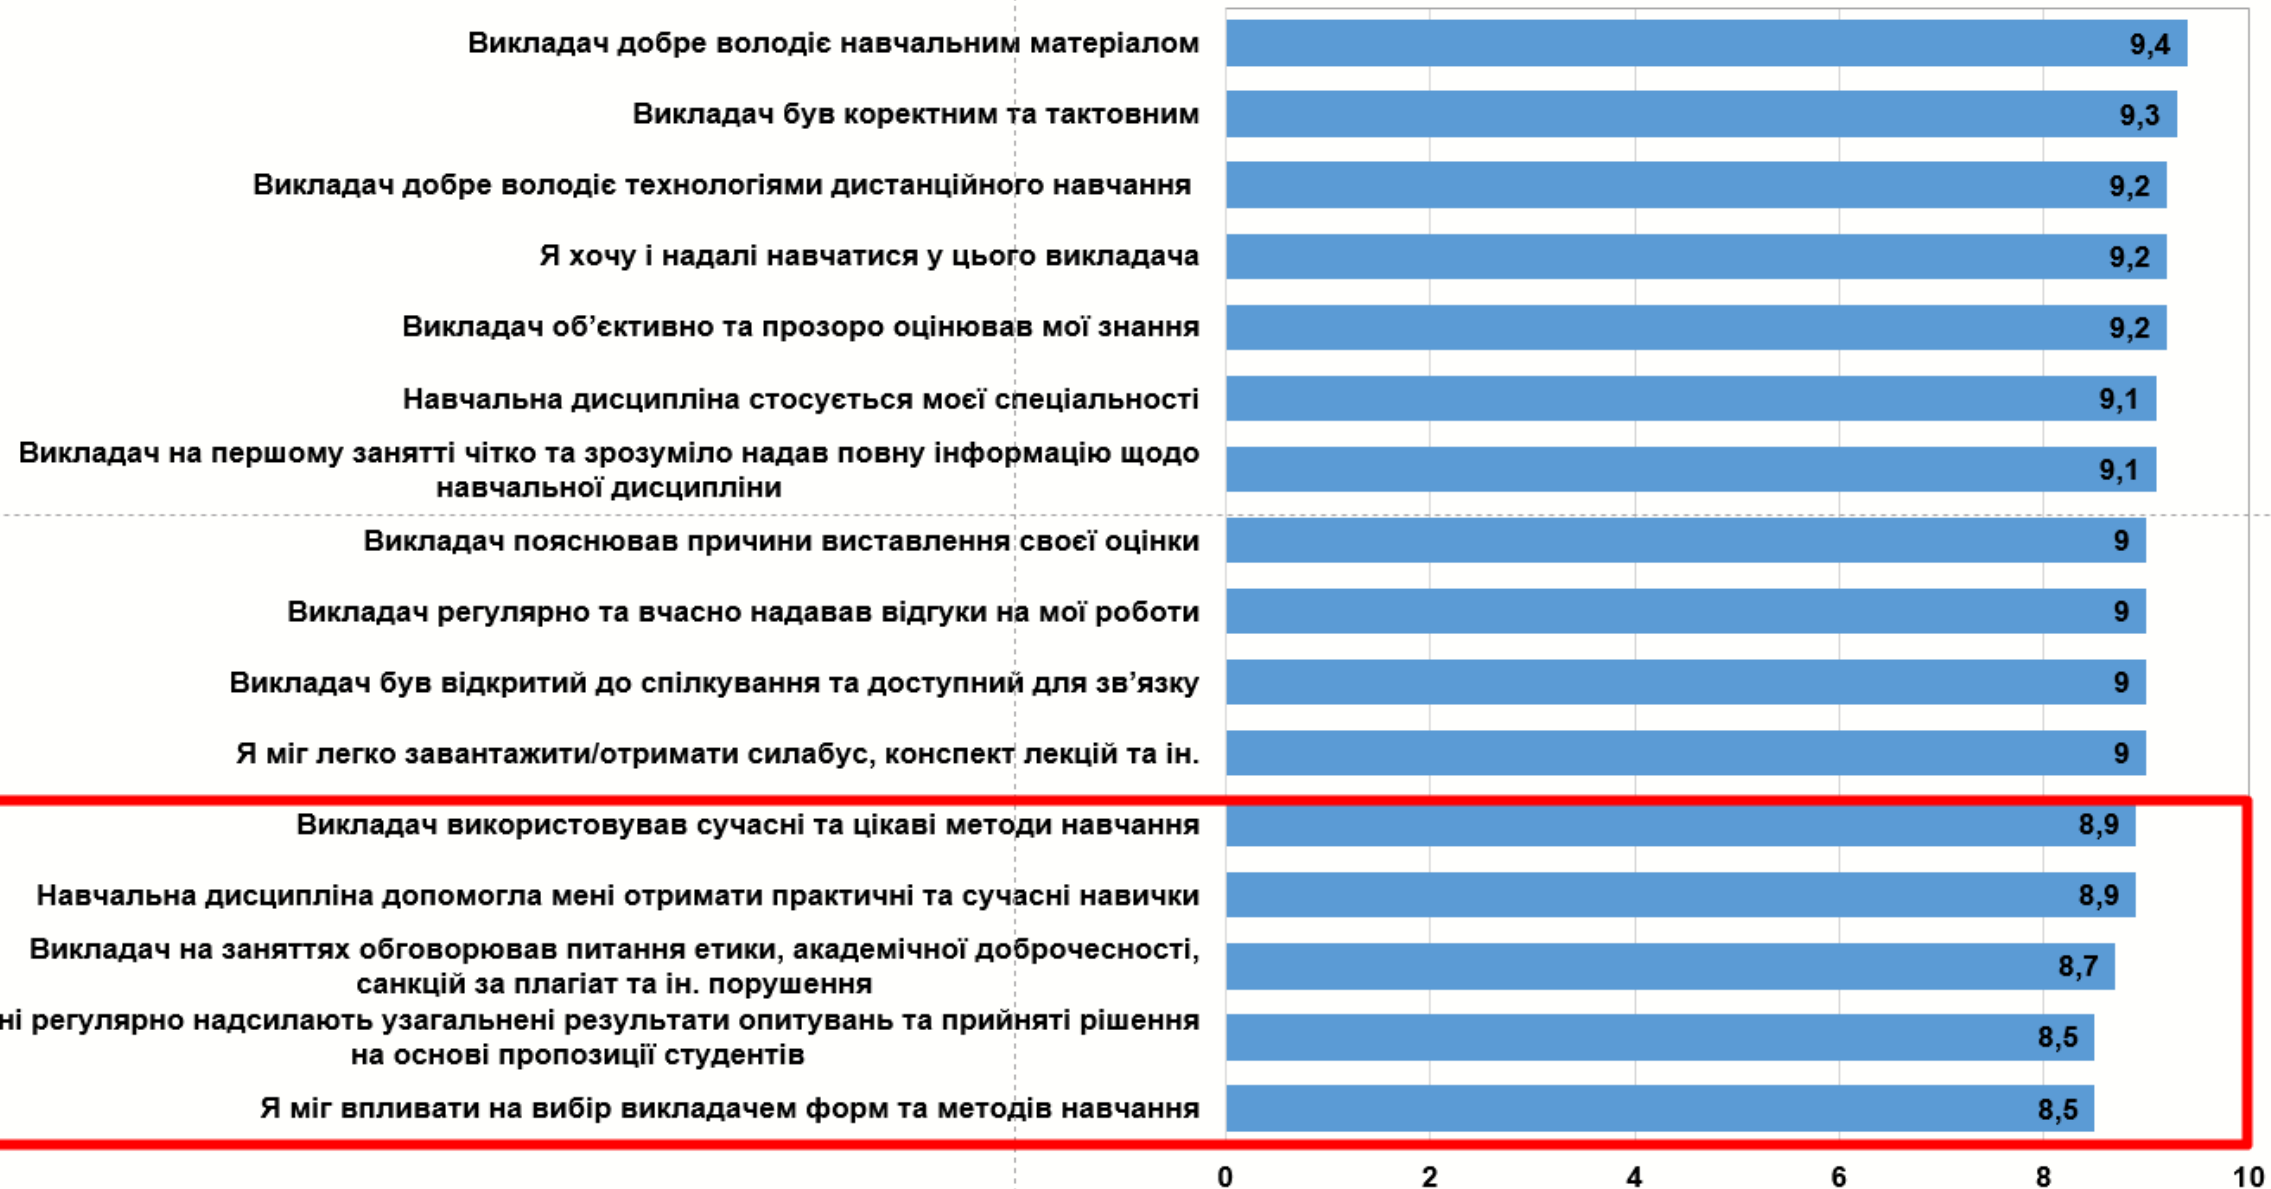 Викладач добре володіє навчальним матеріалом
9,4
Викладач був коректним та тактовним
9,3
Викладач добре володіє технологіями дистанційного навчання
9,2
Я хочу і надалі навчатися у цього викладача
9,2
Викладач об’єктивно та прозоро оцінював мої знання
9,2
Навчальна дисципліна стосується моєї спеціальності
9,1
Викладач на першому занятті чітко та зрозуміло надав повну інформацію щодо
навчальної дисципліни
9,1
Викладач пояснював причини виставлення своєї оцінки
9
Викладач регулярно та вчасно надавав відгуки на мої роботи
9
Викладач був відкритий до спілкування та доступний для зв’язку
9
Я міг легко завантажити/отримати силабус, конспект лекцій та ін.
9
Викладач використовував сучасні та цікаві методи навчання
8,9
Навчальна дисципліна допомогла мені отримати практичні та сучасні навички
8,9
Викладач на заняттях обговорював питання етики, академічної доброчесності,
санкцій за плагіат та ін. порушення
8,7
ні регулярно надсилають узагальнені результати опитувань та прийняті рішення
на основі пропозиції студентів
8,5
Я міг впливати на вибір викладачем форм та методів навчання
8,5
0 2 4 6 8 10